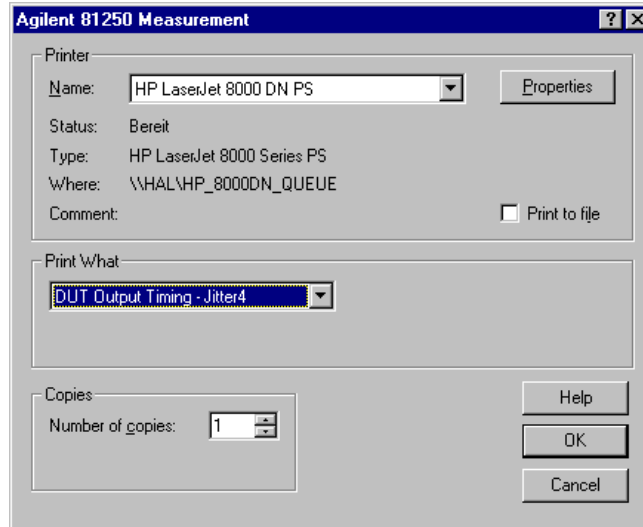 Agilent 81250 Measurement
Printer
Name: HP LaserJet 8000 DN PS Properties
Status: Bereit
Type: HP LaserJet 8000 Series PS
Where: \\HAL\HP_8000DN_QUEUE
Comment: Print to file
Print What
DUT Output Timing - Jitter4
Copies
Number of copies: 1
Help
OK
Cancel